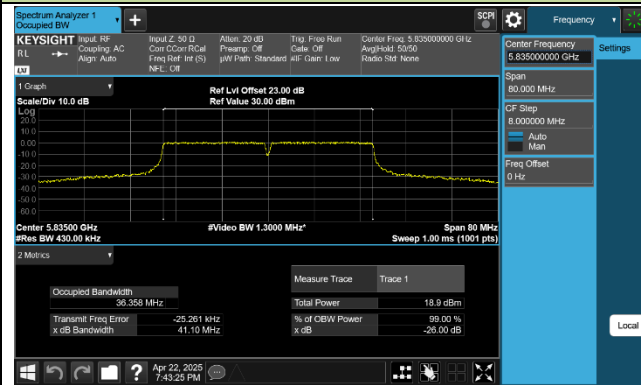 Spectrum Analyzer 1
Occupied BW
SCPI
Frequency
KEYSIGHT
Input: RF
Input Z: 50 Ω
Atten: 20 dB
Trig: Free Run
Center Freq: 5.835000000 GHz
RL
Coupling: AC
Corr CCorr RCal
Preamp: Off
Gate: Off
Avg|Hold: 50/50
Align: Auto
Freq Ref: Int (S)
µW Path: Standard
#IF Gain: Low
Radio Std: None
NFE: Off
LXI
Center Frequency
5.835000000 GHz
Settings
Span
80.000 MHz
CF Step
8.000000 MHz
Auto
Man
Freq Offset
0 Hz
Local
1 Graph
Ref Lvl Offset 23.00 dB
Scale/Div 10.0 dB
Ref Value 30.00 dBm
Log
20.0
10.0
0.00
-10.0
-20.0
-30.0
-40.0
-50.0
-60.0
Center 5.83500 GHz
#Video BW 1.3000 MHz*
Span 80 MHz
#Res BW 430.00 kHz
Sweep 1.00 ms (1001 pts)
2 Metrics
Measure Trace
Trace 1
Occupied Bandwidth
36.358 MHz
Total Power
18.9 dBm
Transmit Freq Error
-25.261 kHz
% of OBW Power
99.00 %
x dB Bandwidth
41.10 MHz
x dB
-26.00 dB
Apr 22, 2025
7:43:25 PM